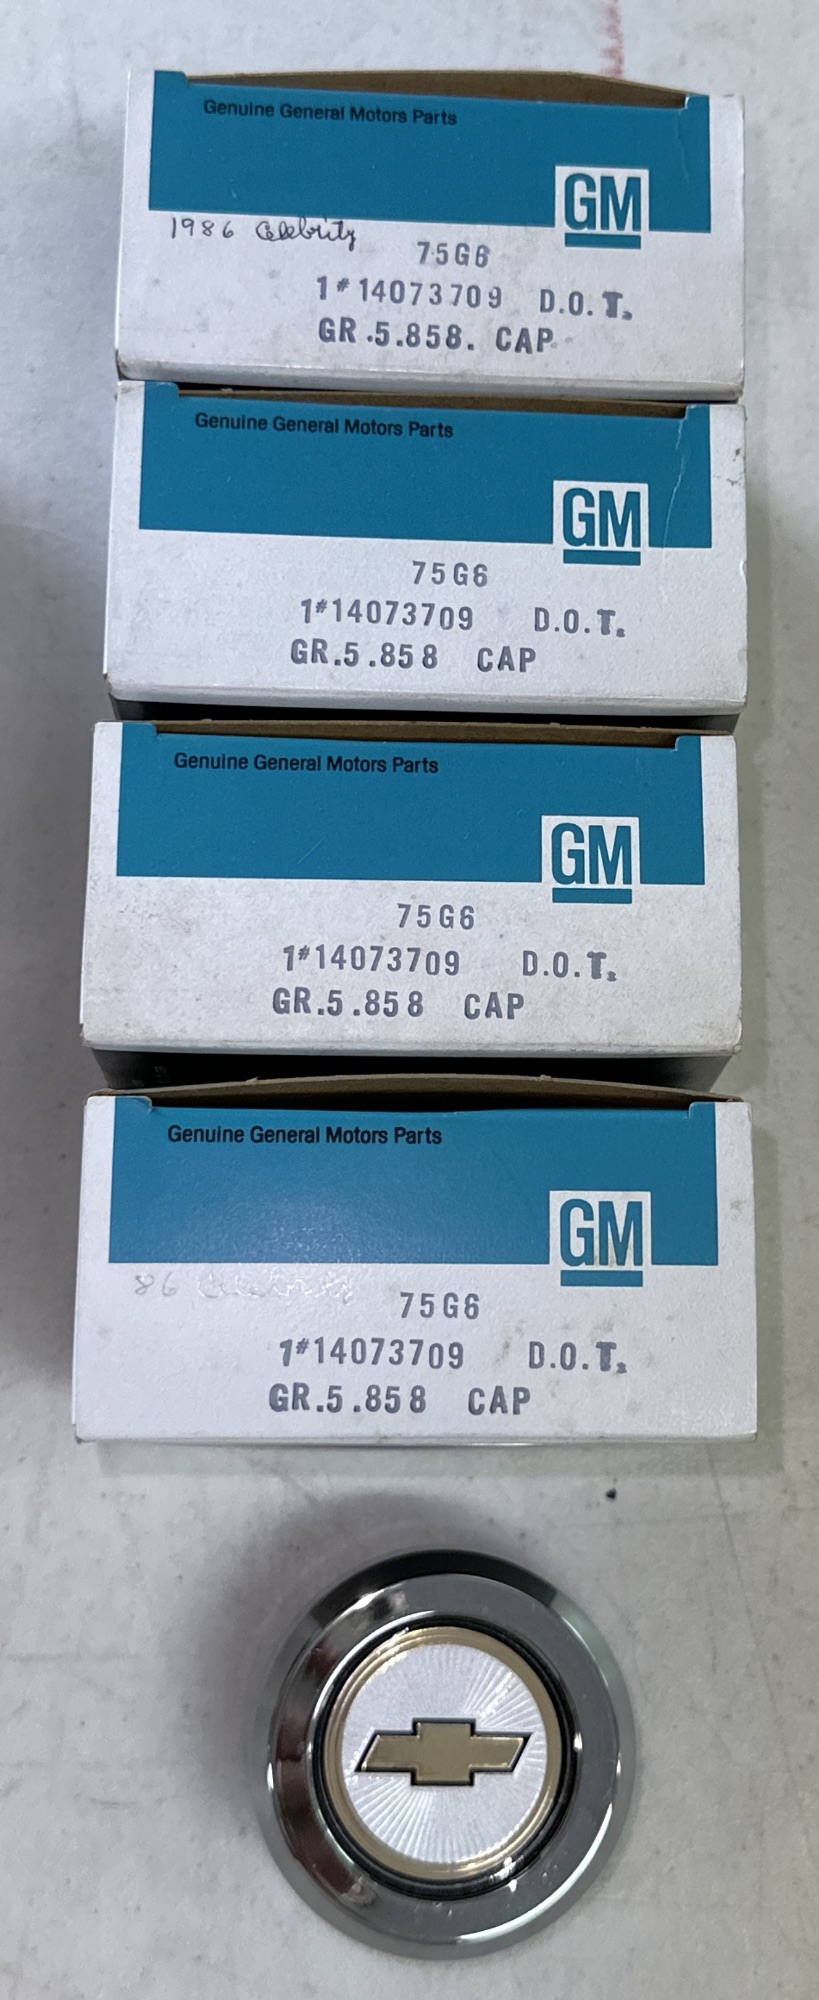 Genuine General Motors Parts
GM
1986 Celebrity
75G6
1#14073709 D.O.T.
GR.5.858. CAP
Genuine General Motors Parts
GM
75G6
1#14073709 D.O.T.
GR.5.858 CAP
Genuine General Motors Parts
GM
75G6
1#14073709 D.O.T.
GR.5.858 CAP
Genuine General Motors Parts
GM
86 Celebrity
75G6
1#14073709 D.O.T.
GR.5.858 CAP